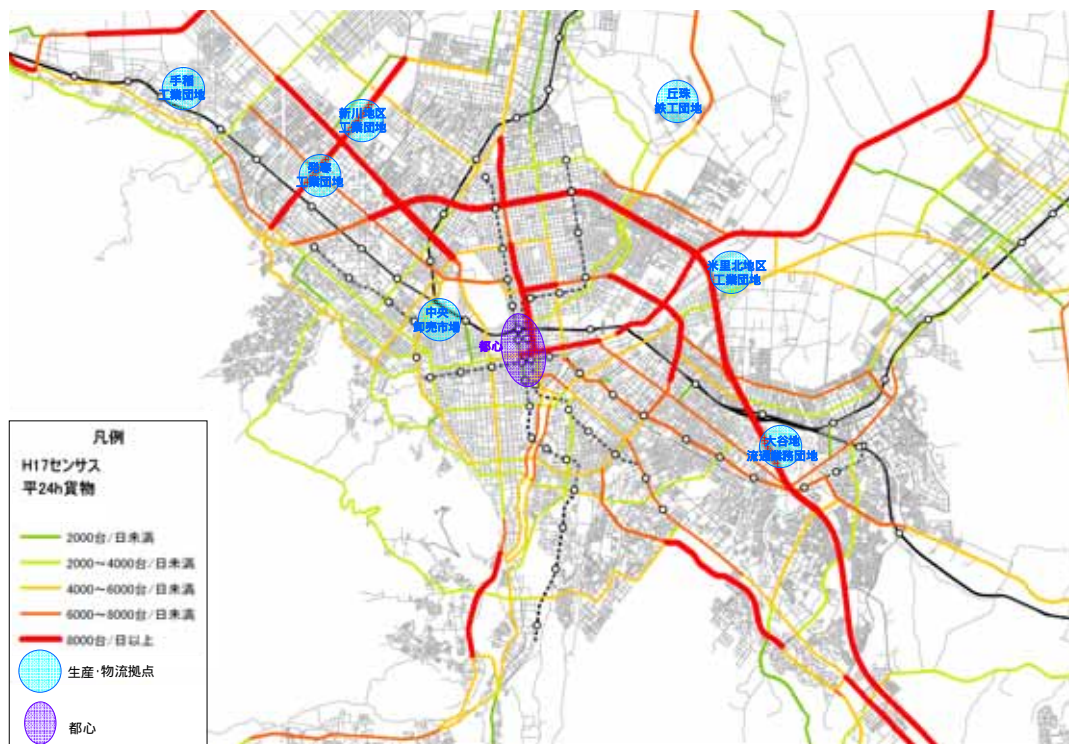 手稲
工業団地
新川地区
工業団地
発寒
工業団地
丘珠
鉄工団地
米里北地区
工業団地
中央
卸売市場
都心
大谷地
流通業務団地
凡例
H17センサス
平24h貨物
2000台/日未満
2000~4000台/日未満
4000~6000台/日未満
6000~8000台/日未満
8000台/日以上
生産・物流拠点
都心